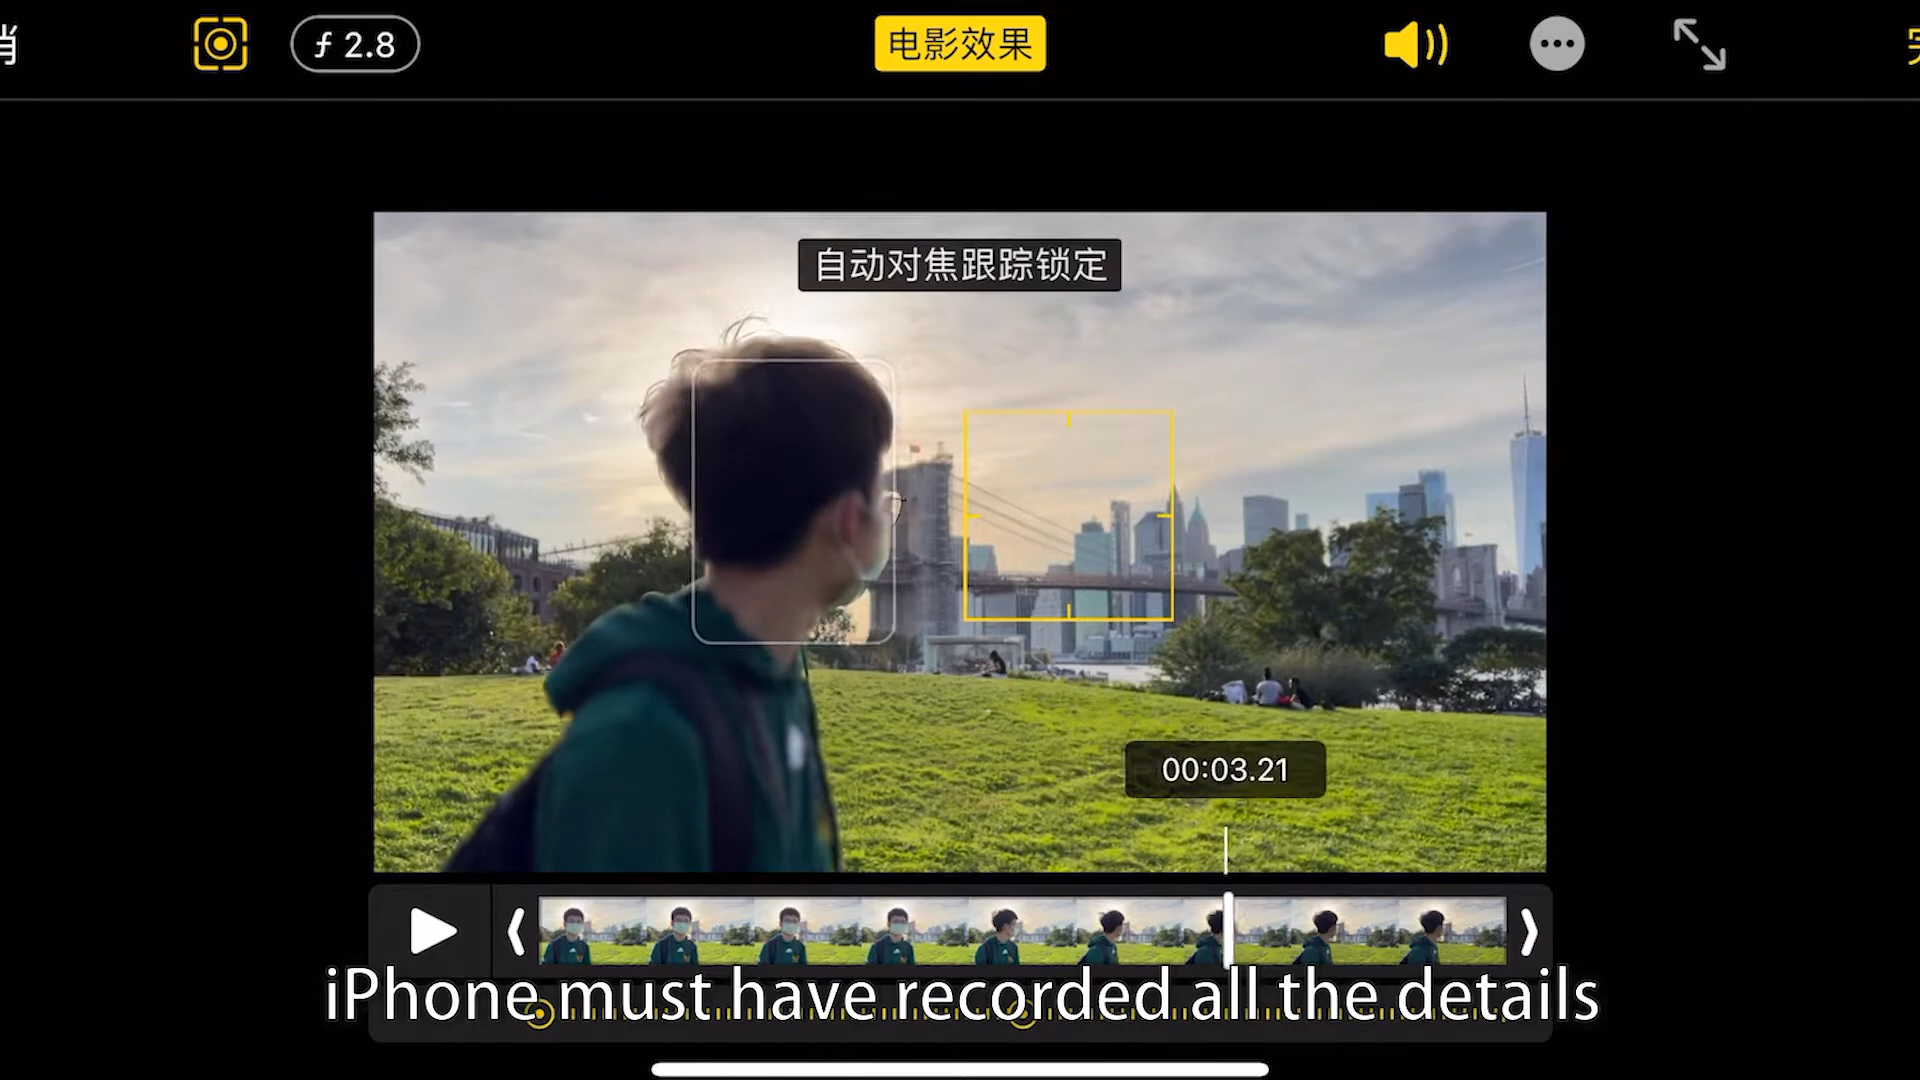 消
ƒ 2.8
电影效果
自动对焦跟踪锁定
00:03.21
iPhone must have recorded all the details